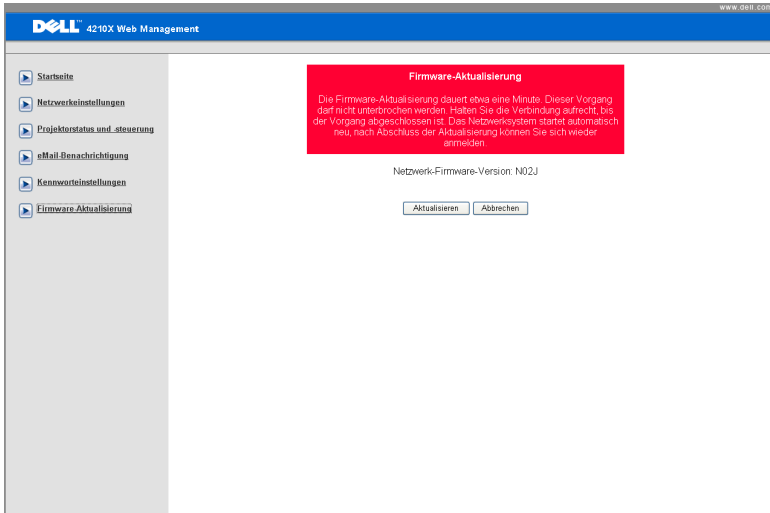 www.dell.com
DELL™ 4210X Web Management
Startseite
Netzwerkeinstellungen
Projektorstatus und -steuerung
eMail-Benachrichtigung
Kennworteinstellungen
Firmware-Aktualisierung
Firmware-Aktualisierung
Die Firmware-Aktualisierung dauert etwa eine Minute. Dieser Vorgang
darf nicht unterbrochen werden. Halten Sie die Verbindung aufrecht, bis
der Vorgang abgeschlossen ist. Das Netzwerksystem startet automatisch
neu, nach Abschluss der Aktualisierung können Sie sich wieder
anmelden.
Netzwerk-Firmware-Version: N02J
Aktualisieren Abbrechen